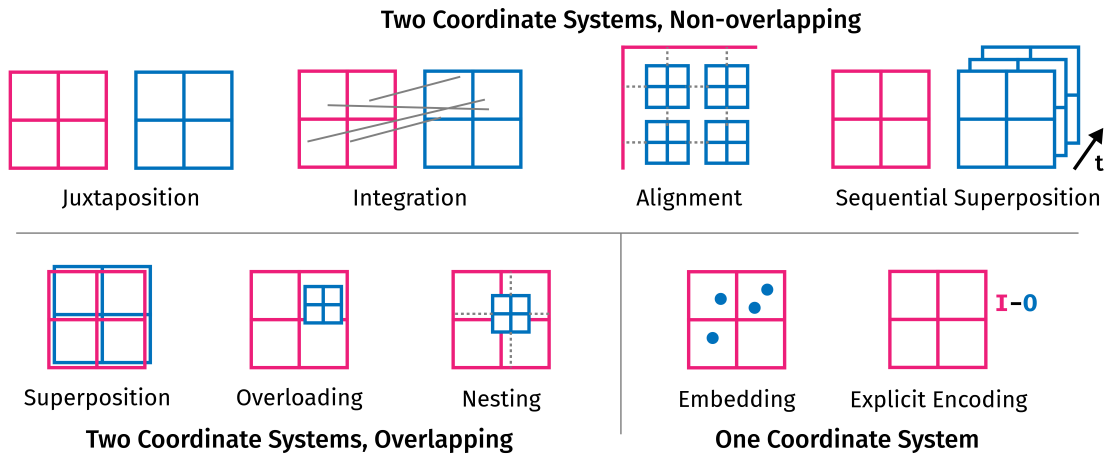 Two Coordinate Systems, Non-overlapping
t
Juxtaposition
Integration
Alignment
Sequential Superposition
I-O
Superposition
Overloading
Nesting
Embedding
Explicit Encoding
Two Coordinate Systems, Overlapping
One Coordinate System